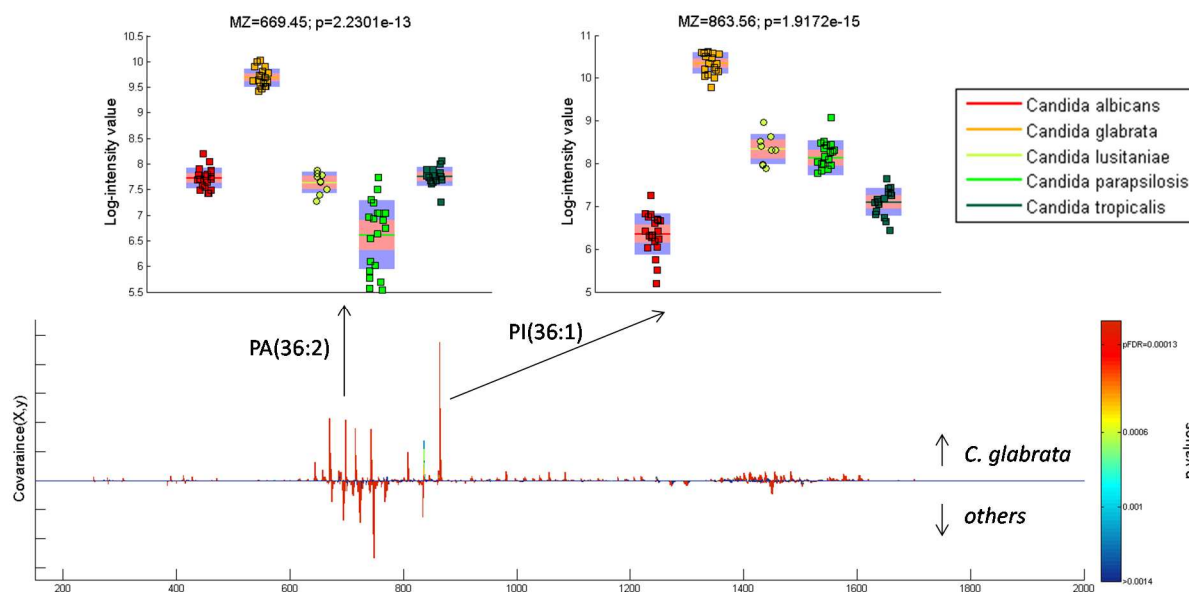 MZ=669.45; p=2.2301e-13
10.5
10
9.5
9
8.5
8
7.5
7
6.5
6
5.5
Log-intensity value
MZ=863.56; p=1.9172e-15
11
10
9
8
7
6
5
Log-intensity value
Candida albicans
Candida glabrata
Candida lusitaniae
Candida parapsilosis
Candida tropicalis
PA(36:2)
PI(36:1)
Covaraince(X,y)
C. glabrata
others
200
400
600
800
1000
1200
1400
1600
1800
2000
pFDR=0.00013
0.0006
0.001
>0.0014
p values